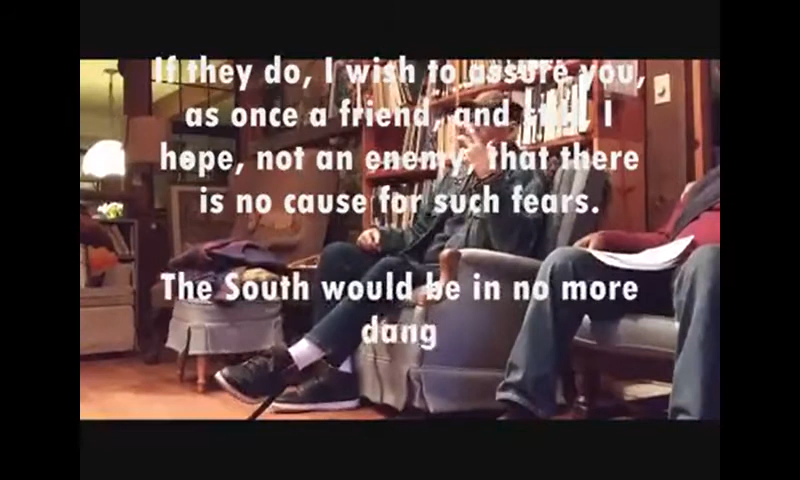 If they do, I wish to assure you,
as once a friend, and still, I
hope, not an enemy, that there
is no cause for such fears.
The South would be in no more
dang